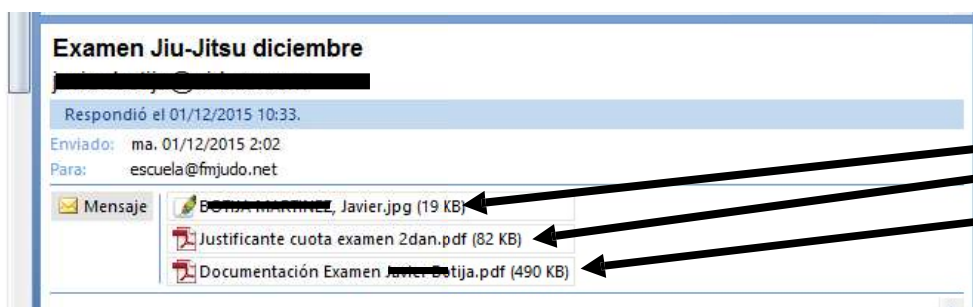 Examen Jiu-Jitsu diciembre
Respondió el 01/12/2015 10:33.
Enviado: ma. 01/12/2015 2:02
Para: escuela@fmjudo.net
Mensaje
, Javier.jpg (19 KB)
Justificante cuota examen 2dan.pdf (82 KB)
Documentación Examen .pdf (490 KB)